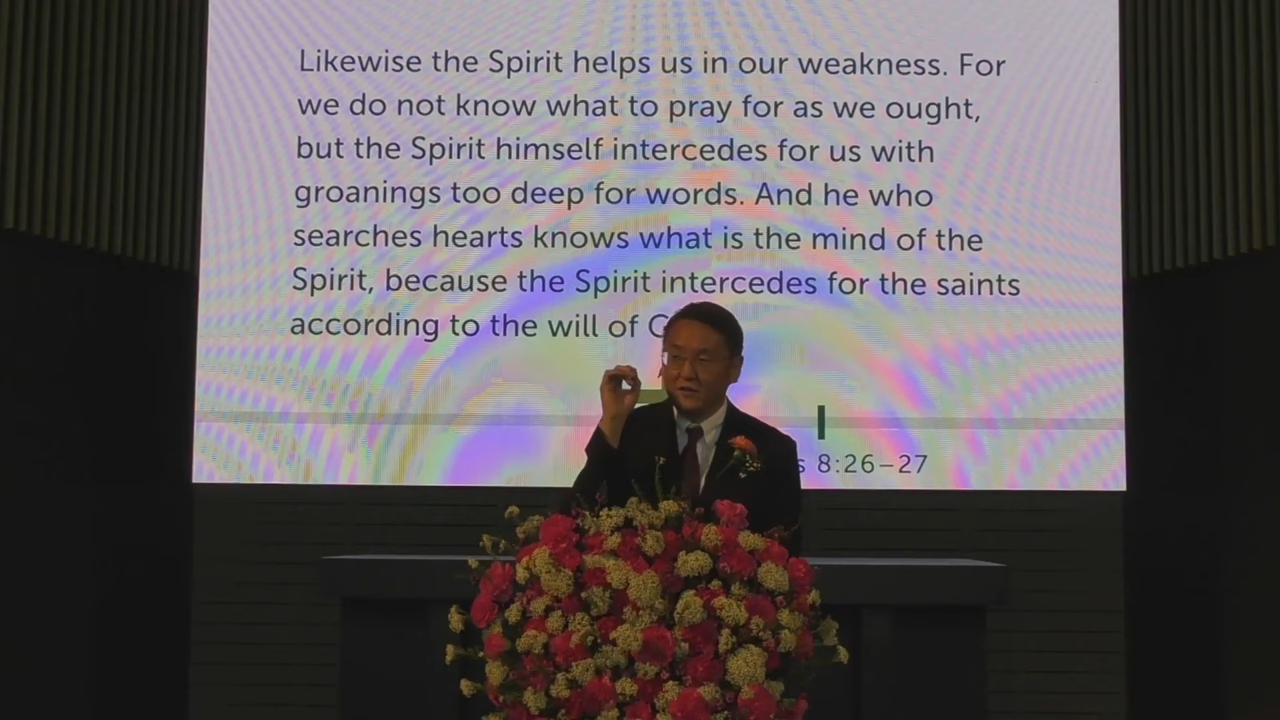 Likewise the Spirit helps us in our weakness. For
we do not know what to pray for as we ought,
but the Spirit himself intercedes for us with
groanings too deep for words. And he who
searches hearts knows what is the mind of the
Spirit, because the Spirit intercedes for the saints
according to the will of
8:26–27